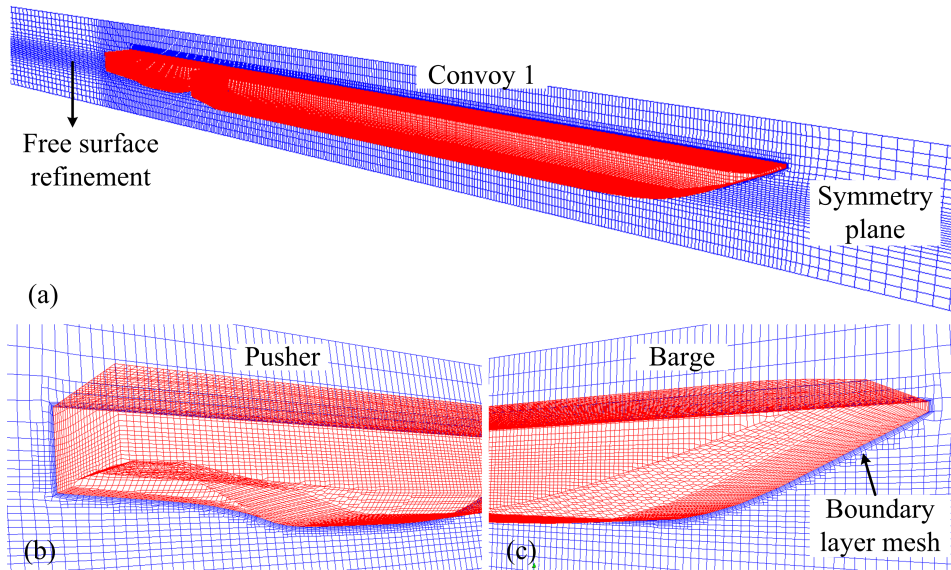 Convoy 1
Free surface
refinement
Symmetry
plane
(a)
Pusher
(b)
Barge
Boundary
layer mesh
(c)